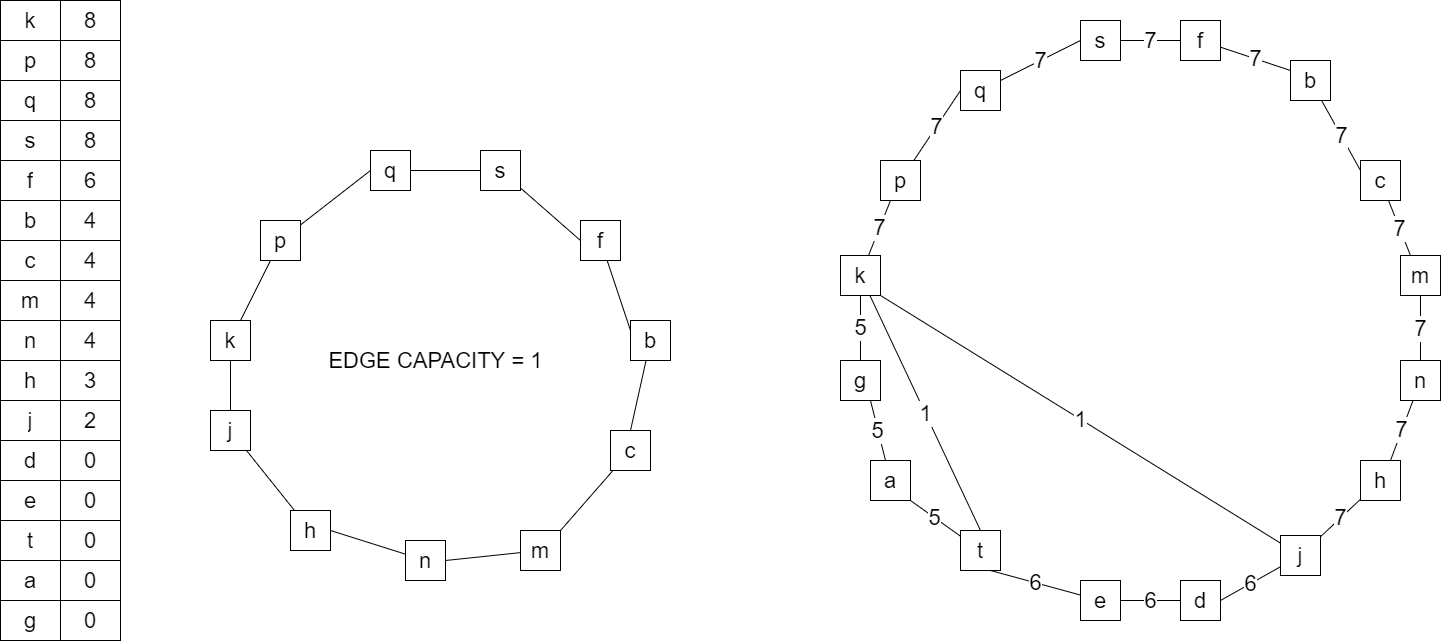 k 8
p 8
q 8
s 8
f 6
b 4
c 4
m 4
n 4
h 3
j 2
d 0
e 0
t 0
a 0
g 0
q s
p f
k b
EDGE CAPACITY = 1
j c
h n m
s 7 f
7 7
q b
7 7
p c
7 7
k m
5 7
g n
1 1
5 7
a h
5 7
t j
6 6
e 6 d